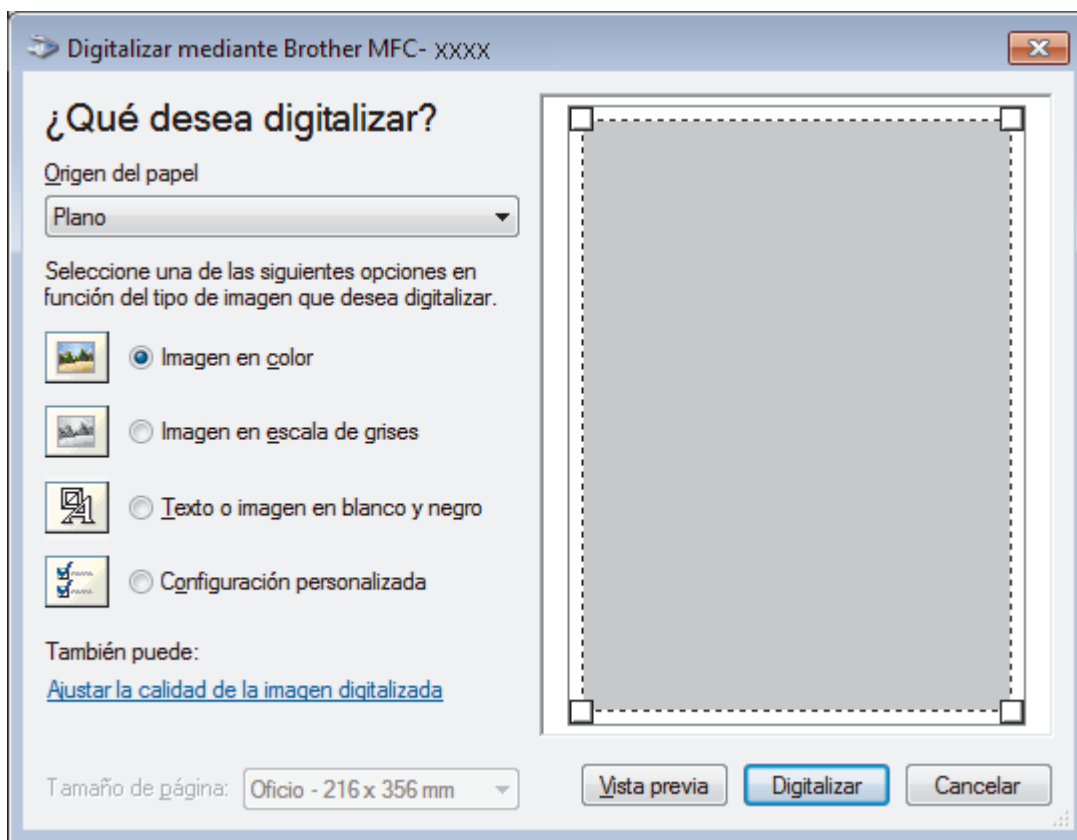 Digitalizar mediante Brother MFC- xxxx
¿Qué desea digitalizar?
Origen del papel
Plano
Seleccione una de las siguientes opciones en
función del tipo de imagen que desea digitalizar.
Imagen en color
Imagen en escala de grises
Texto o imagen en blanco y negro
Configuración personalizada
También puede:
Ajustar la calidad de la imagen digitalizada
Tamaño de página: Oficio - 216 x 356 mm
Vista previa Digitalizar Cancelar